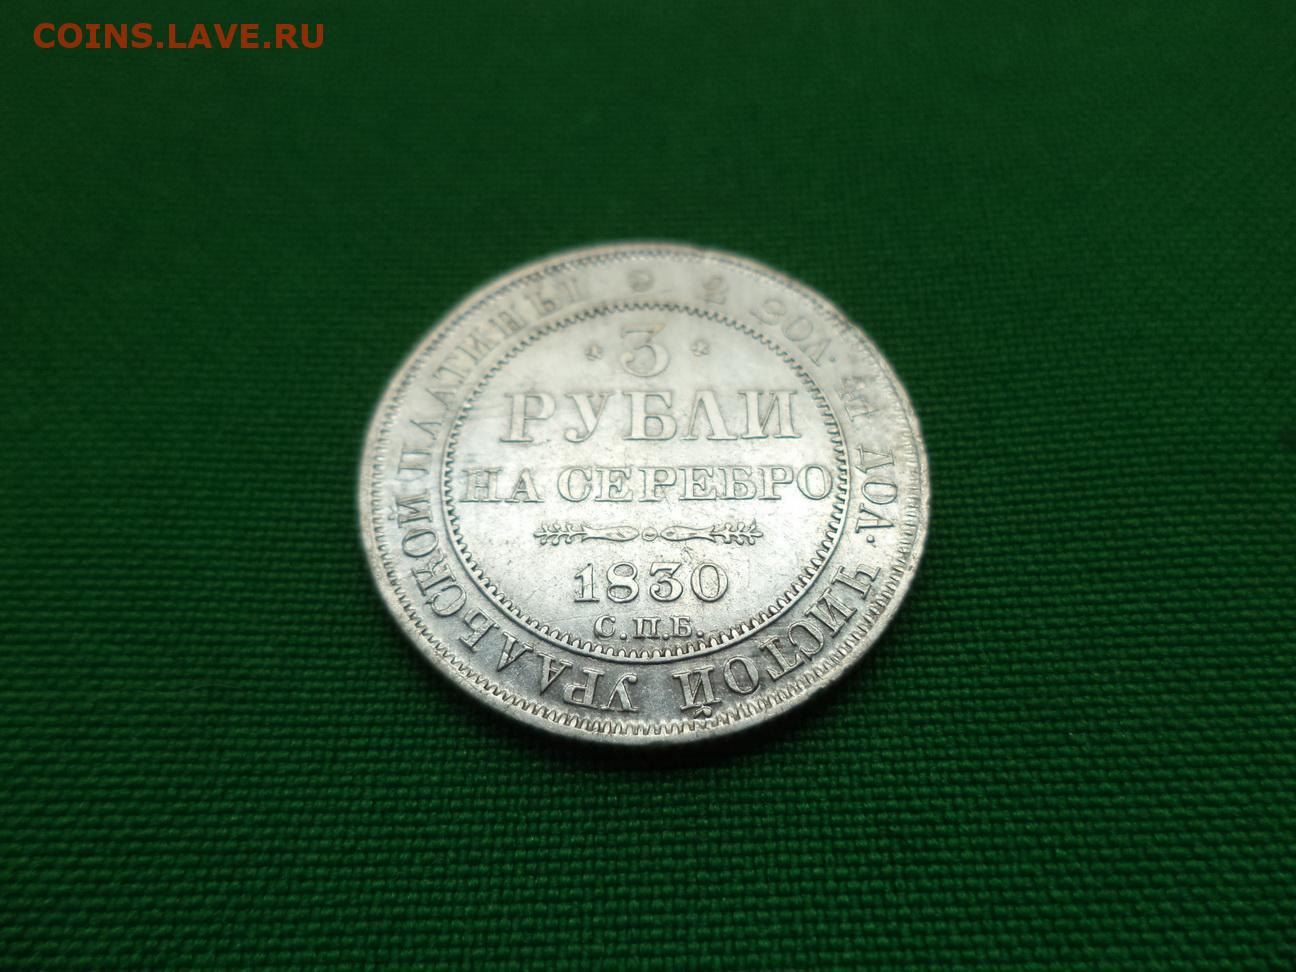 COINS.LAVE.RU
* 3 *
РУБЛИ
НА СЕРЕБРО
1830
С.П.Б.
2 ЗОЛ. 41 ДОЛ. ЧИСТОЙ УРАЛЬСКОЙ ПЛАТИНЫ